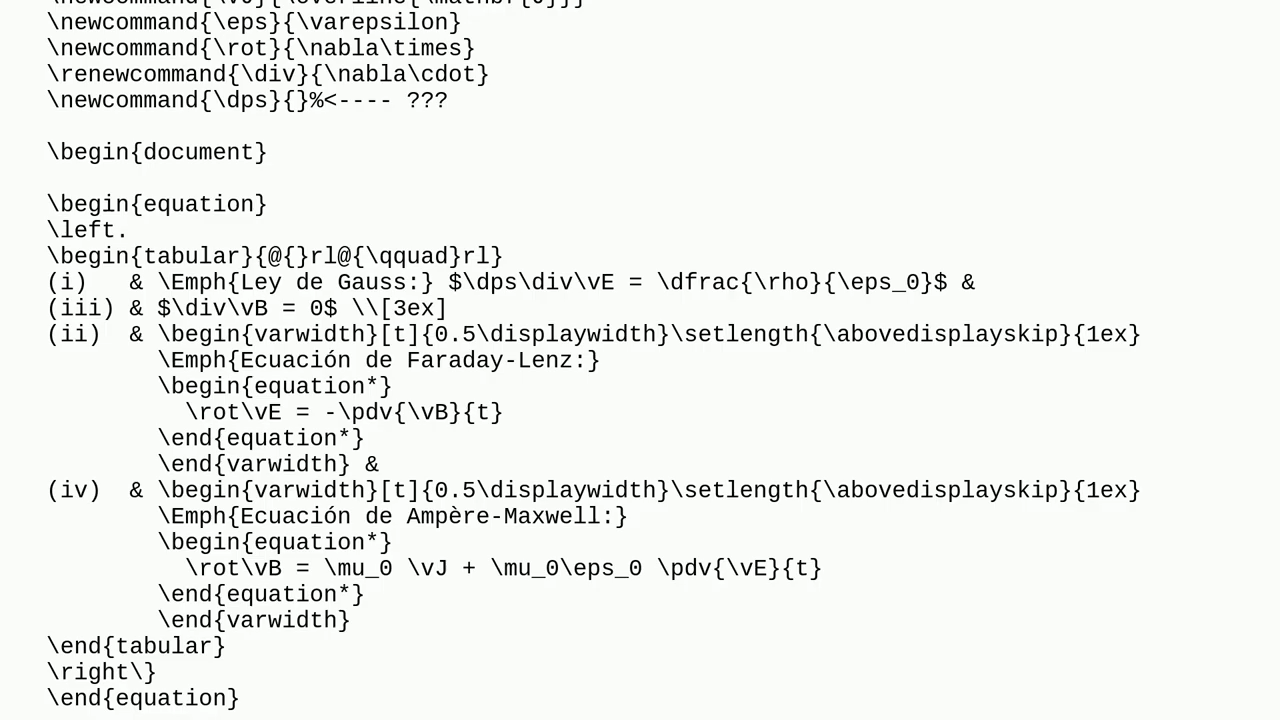 \newcommand{\vJ}{\overline{\mathbf{J}}}
\newcommand{\eps}{\varepsilon}
\newcommand{\rot}{\nabla\times}
\renewcommand{\div}{\nabla\cdot}
\newcommand{\dps}{}%<---- ???
\begin{document}
\begin{equation}
\left.
\begin{tabular}{@{}rl@{\qquad}rl}
(i)   & \Emph{Ley de Gauss:} $\dps\div\vE = \dfrac{\rho}{\eps_0}$ &
(iii) & $\div\vB = 0$ \\[3ex]
(ii)  & \begin{varwidth}[t]{0.5\displaywidth}\setlength{\abovedisplayskip}{1ex}
        \Emph{Ecuación de Faraday-Lenz:}
        \begin{equation*}
          \rot\vE = -\pdv{\vB}{t}
        \end{equation*}
        \end{varwidth} &
(iv)  & \begin{varwidth}[t]{0.5\displaywidth}\setlength{\abovedisplayskip}{1ex}
        \Emph{Ecuación de Ampère-Maxwell:}
        \begin{equation*}
          \rot\vB = \mu_0 \vJ + \mu_0\eps_0 \pdv{\vE}{t}
        \end{equation*}
        \end{varwidth}
\end{tabular}
\right\}
\end{equation}